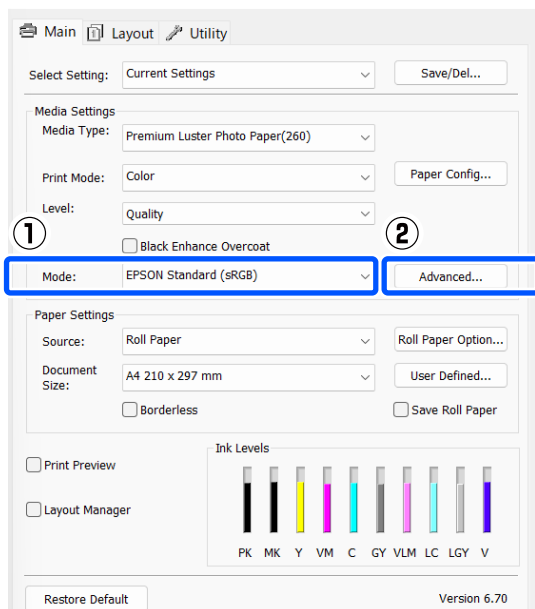 Main Layout Utility
Select Setting: Current Settings Save/Del...
Media Settings
Media Type: Premium Luster Photo Paper(260)
Print Mode: Color Paper Config...
Level: Quality
① ②
Black Enhance Overcoat
Mode: EPSON Standard (sRGB) Advanced...
Paper Settings
Source: Roll Paper Roll Paper Option...
Document
Size: A4 210 x 297 mm User Defined...
Borderless Save Roll Paper
Ink Levels
Print Preview
Layout Manager
PK MK Y VM C GY VLM LC LGY V
Restore Default Version 6.70